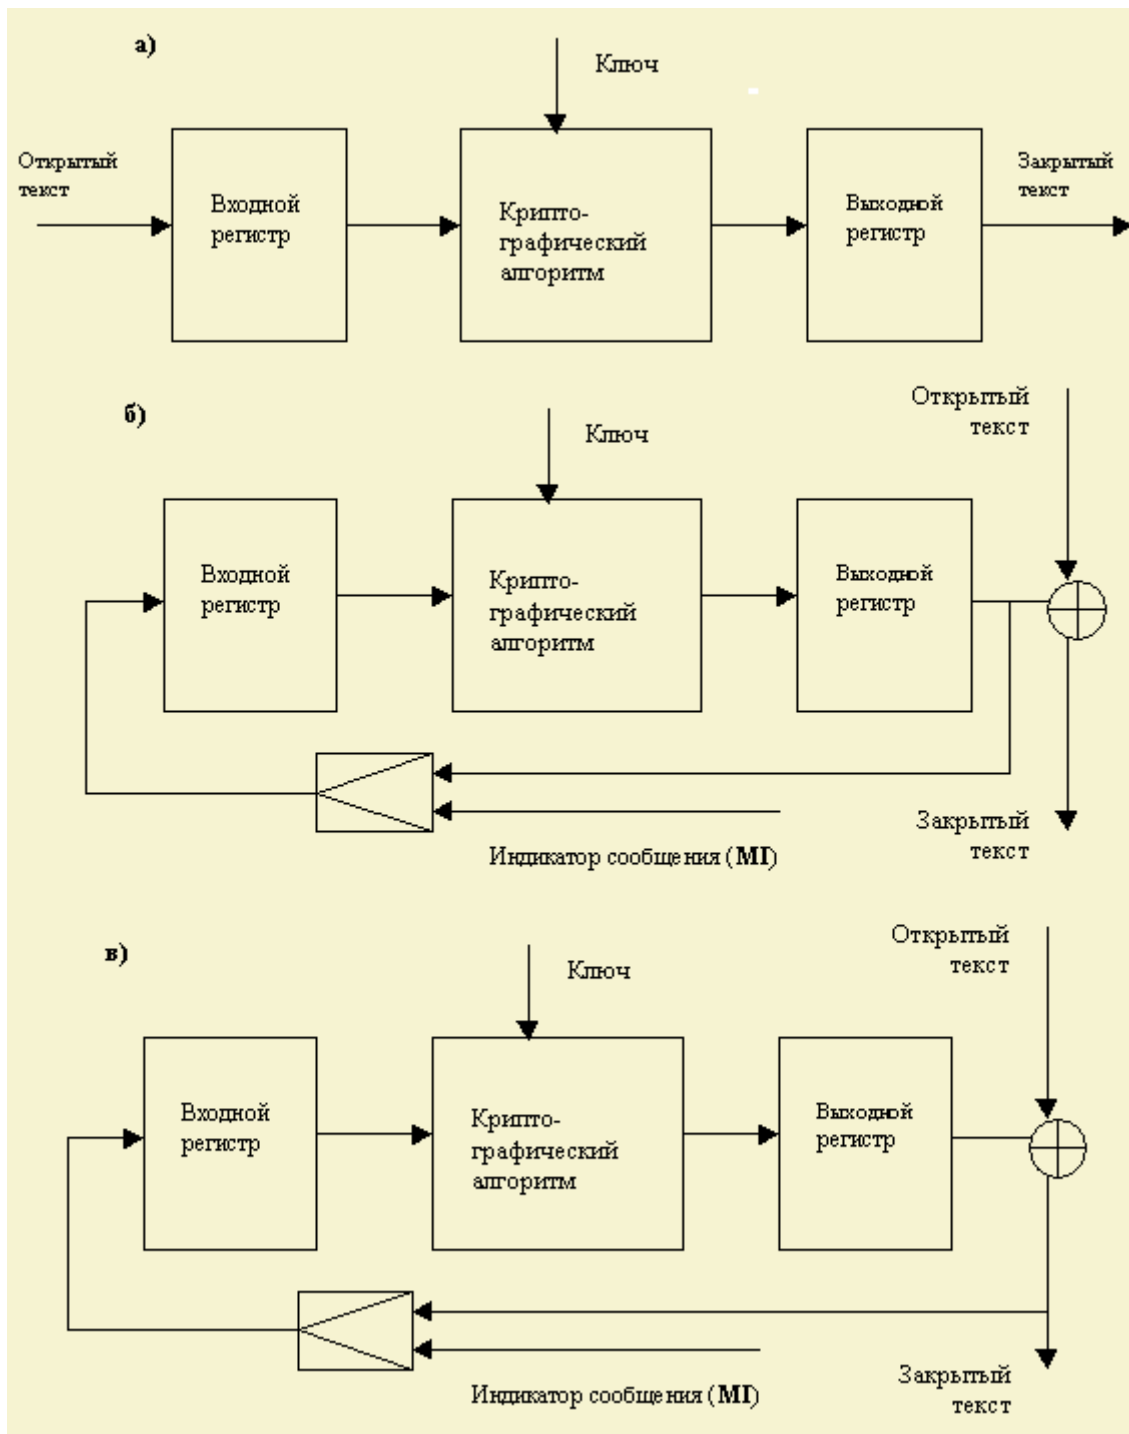 а)
Ключ
Открытый
текст
Входной
регистр
Крипто-
графический
алгоритм
Выходной
регистр
Закрытый
текст
б)
Ключ
Открытый
текст
Входной
регистр
Крипто-
графический
алгоритм
Выходной
регистр
Индикатор сообщения (MI)
Закрытый
текст
в)
Ключ
Открытый
текст
Входной
регистр
Крипто-
графический
алгоритм
Выходной
регистр
Индикатор сообщения (MI)
Закрытый
текст